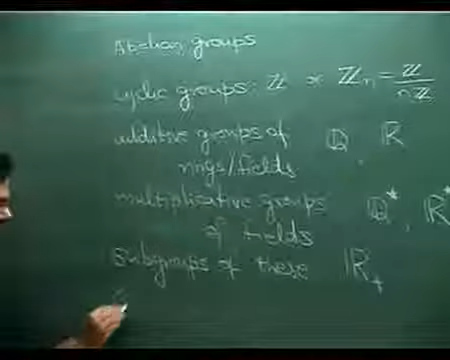 Abelian groups
cyclic groups: ℤ or ℤₙ = ℤ/nℤ
additive groups of ℚ, ℝ
rings/fields
multiplicative groups ℚ*, ℝ*
of fields
Subgroups of these ℝ₊